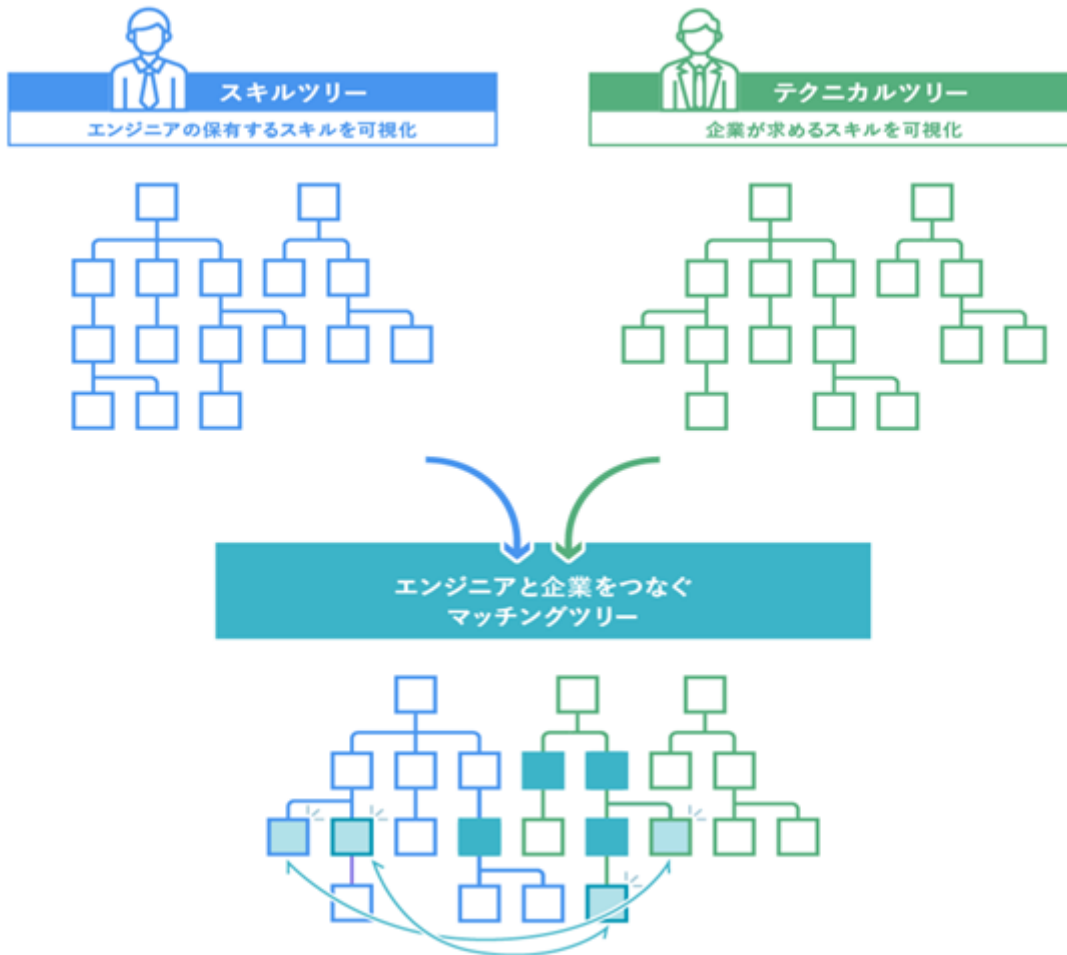 スキルツリー
エンジニアの保有するスキルを可視化
テクニカルツリー
企業が求めるスキルを可視化
エンジニアと企業をつなぐ
マッチングツリー